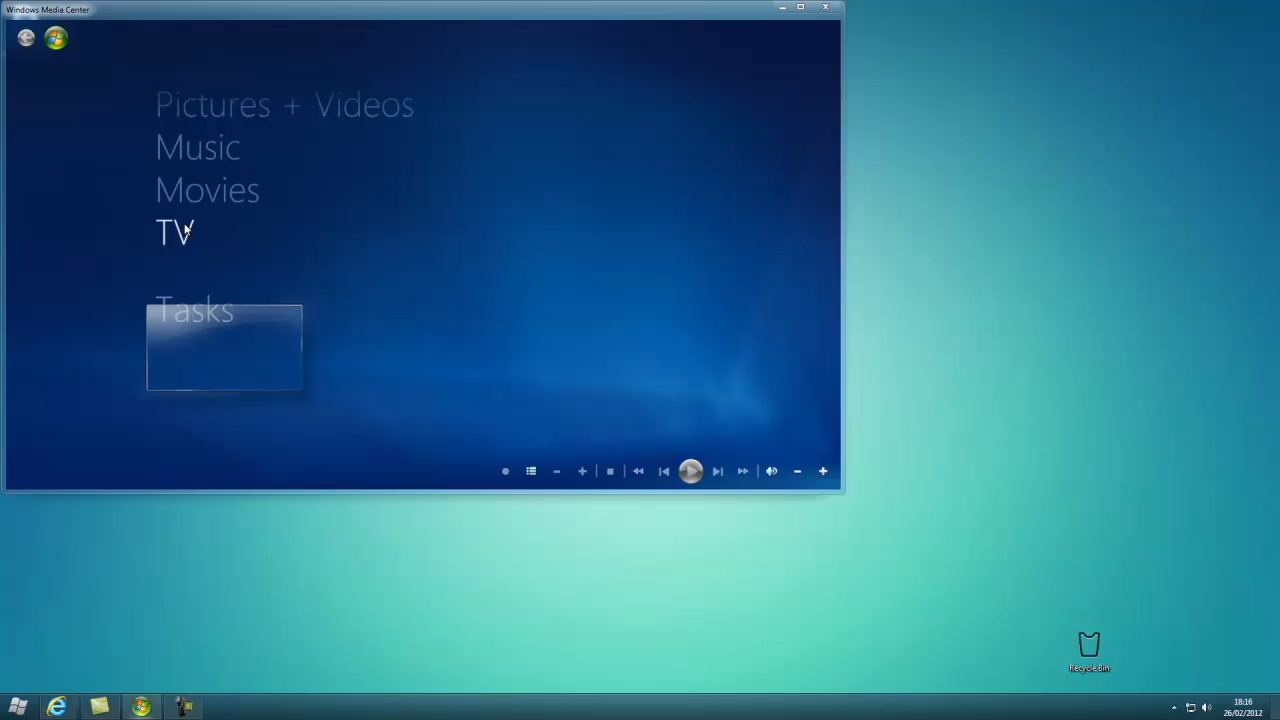 Windows Media Center
Pictures + Videos
Music
Movies
TV
Tasks
Recycle Bin
18:16
26/02/2012